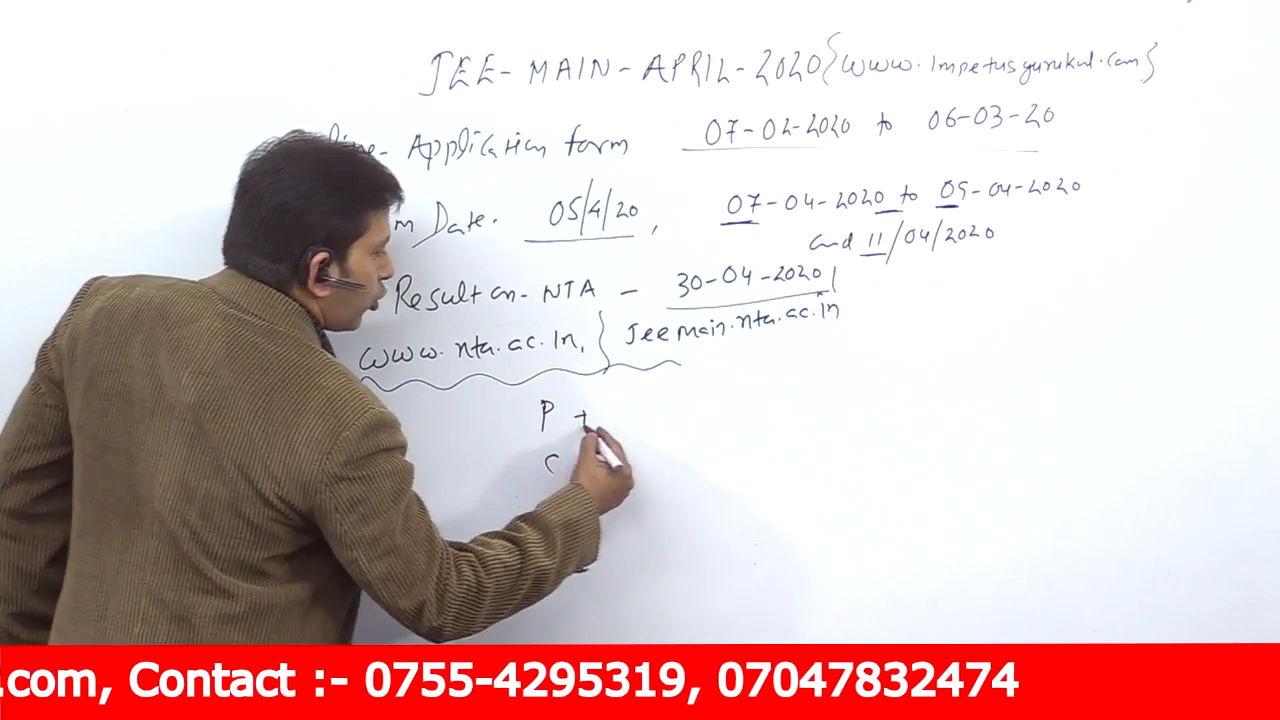 JEE-MAIN-APRIL-2020{www.Impetusgurukul.com}
Application form 07-02-2020 to 06-03-20
Date. 05/4/20, 07-04-2020 to 09-04-2020
and 11/04/2020
Result on-NTA - 30-04-2020
www.nta.ac.in, { Jeemain.nta.ac.in
P +
C
.com, Contact :- 0755-4295319, 07047832474